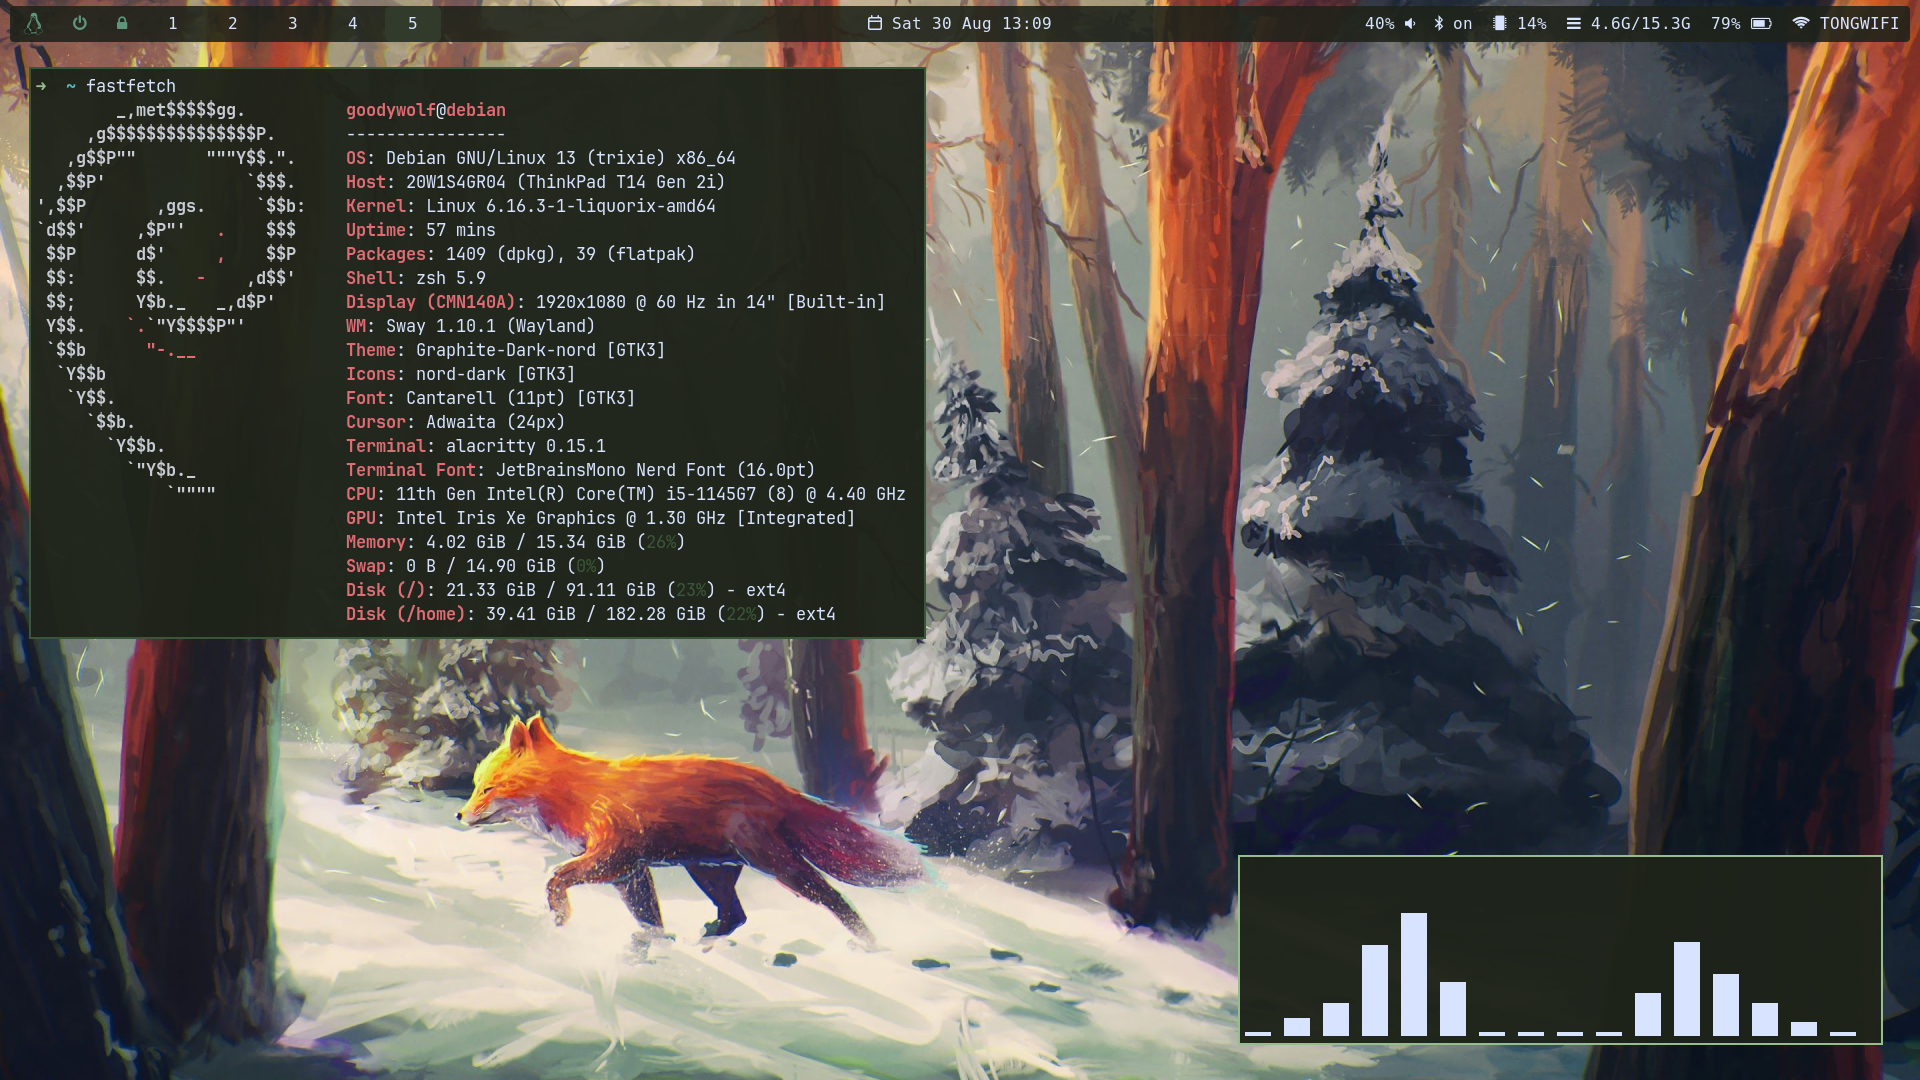 1 2 3 4 5 Sat 30 Aug 13:09 40% on 14% 4.6G/15.3G 79% TONGWIFI
➜  ~ fastfetch
        _,met$$$$$gg.          goodywolf@debian
     ,g$$$$$$$$$$$$$$$P.       ----------------
   ,g$$P""       """Y$$.".     OS: Debian GNU/Linux 13 (trixie) x86_64
  ,$$P'              `$$$.     Host: 20W1S4GR04 (ThinkPad T14 Gen 2i)
',$$P       ,ggs.     `$$b:    Kernel: Linux 6.16.3-1-liquorix-amd64
`d$$'     ,$P"'   .    $$$     Uptime: 57 mins
 $$P      d$'     ,    $$P     Packages: 1409 (dpkg), 39 (flatpak)
 $$:      $$.   -    ,d$$'     Shell: zsh 5.9
 $$;      Y$b._   _,d$P'       Display (CMN140A): 1920x1080 @ 60 Hz in 14" [Built-in]
 Y$$.    `.`"Y$$$$P"'          WM: Sway 1.10.1 (Wayland)
 `$$b      "-.__               Theme: Graphite-Dark-nord [GTK3]
  `Y$$b                        Icons: nord-dark [GTK3]
   `Y$$.                       Font: Cantarell (11pt) [GTK3]
     `$$b.                     Cursor: Adwaita (24px)
       `Y$$b.                  Terminal: alacritty 0.15.1
         `"Y$b._               Terminal Font: JetBrainsMono Nerd Font (16.0pt)
             `""""             CPU: 11th Gen Intel(R) Core(TM) i5-1145G7 (8) @ 4.40 GHz
GPU: Intel Iris Xe Graphics @ 1.30 GHz [Integrated]
Memory: 4.02 GiB / 15.34 GiB (26%)
Swap: 0 B / 14.90 GiB (0%)
Disk (/): 21.33 GiB / 91.11 GiB (23%) - ext4
Disk (/home): 39.41 GiB / 182.28 GiB (22%) - ext4